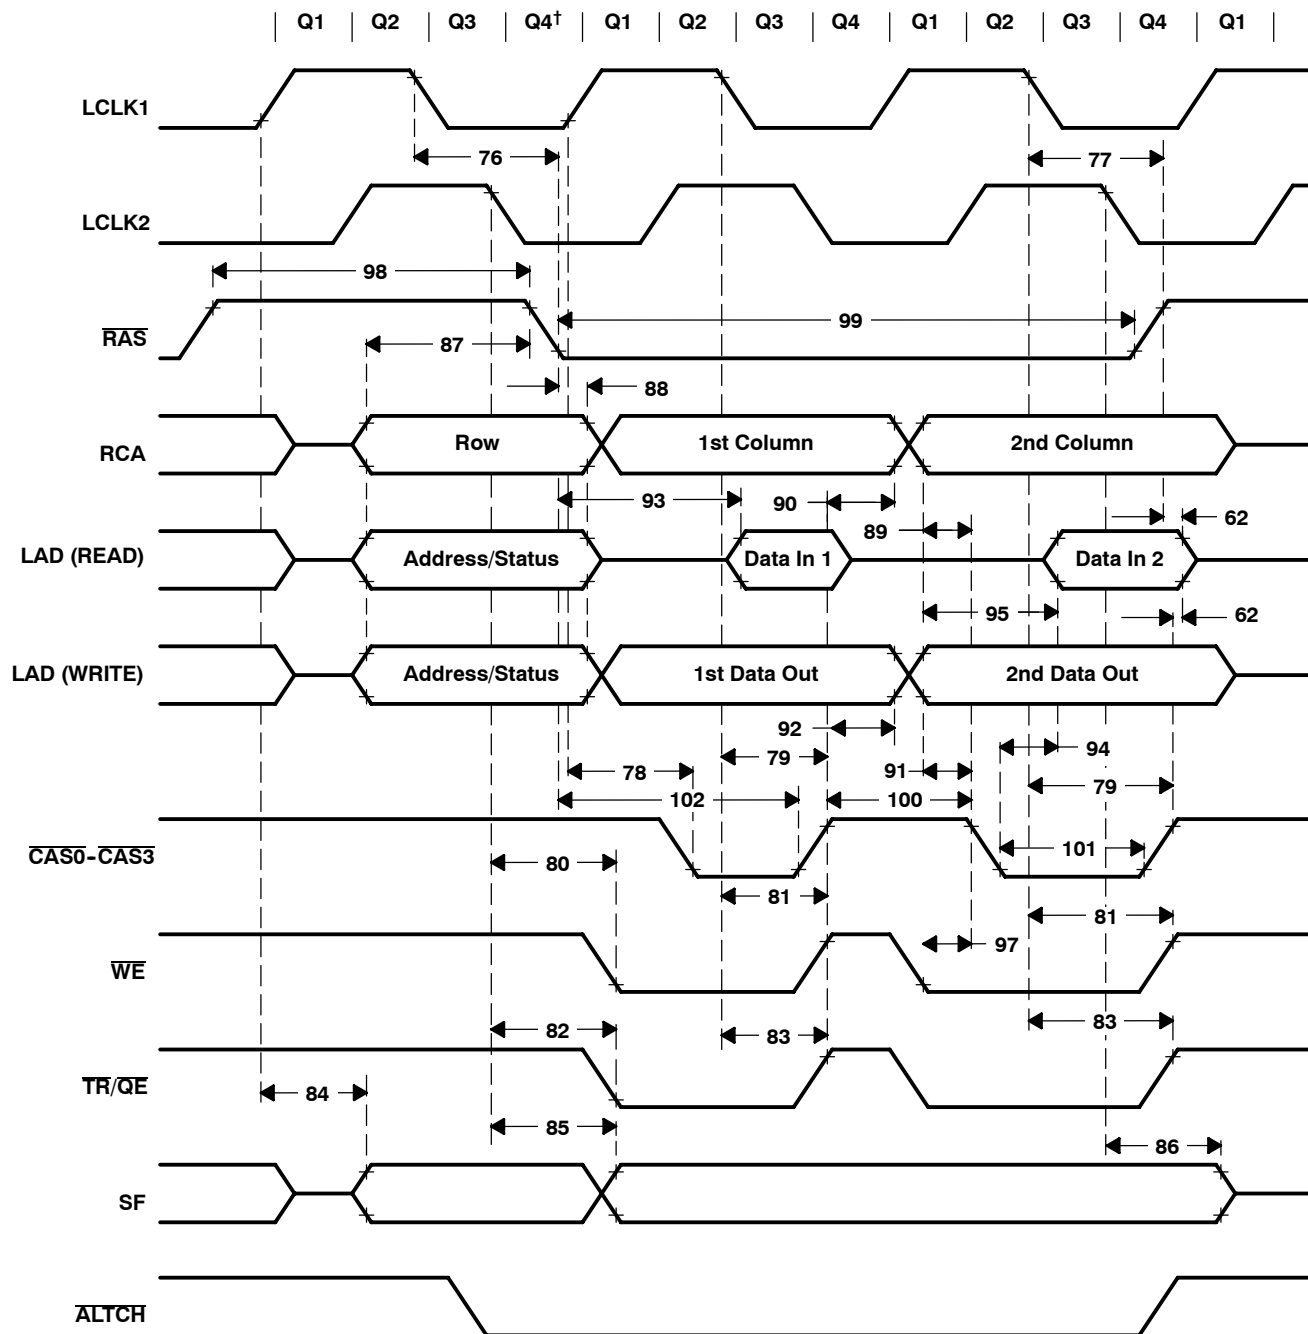 Q1 Q2 Q3 Q4† Q1 Q2 Q3 Q4 Q1 Q2 Q3 Q4 Q1
LCLK1
76 77
LCLK2
98
RAS 99
87
88
RCA Row 1st Column 2nd Column
93 90 62
89
LAD (READ) Address/Status Data In 1 Data In 2
95 62
LAD (WRITE) Address/Status 1st Data Out 2nd Data Out
92 94
79
78 91 79
102 100
CAS0-CAS3 80 101
81 81
WE 97
82 83 83
TR/QE 84
85 86
SF
ALTCH